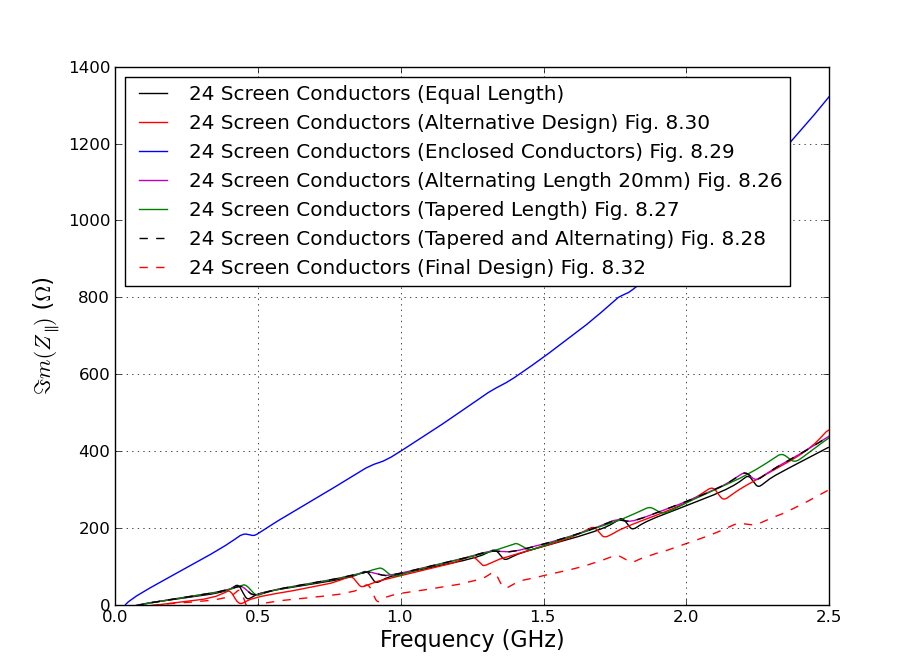 1400
1200
1000
800
600
400
200
0
ℑm(Z∥) (Ω)
24 Screen Conductors (Equal Length)
24 Screen Conductors (Alternative Design) Fig. 8.30
24 Screen Conductors (Enclosed Conductors) Fig. 8.29
24 Screen Conductors (Alternating Length 20mm) Fig. 8.26
24 Screen Conductors (Tapered Length) Fig. 8.27
24 Screen Conductors (Tapered and Alternating) Fig. 8.28
24 Screen Conductors (Final Design) Fig. 8.32
0.0 0.5 1.0 1.5 2.0 2.5
Frequency (GHz)